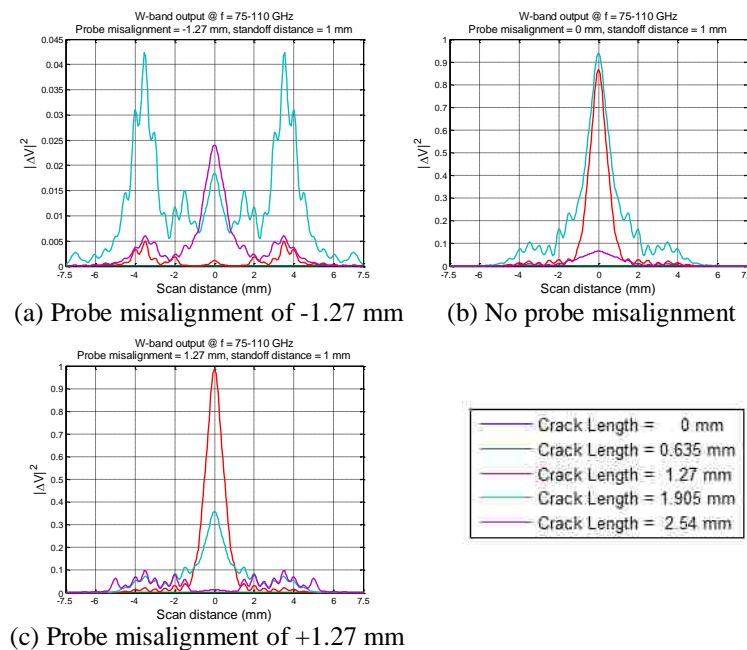 W-band output @ f = 75-110 GHz
Probe misalignment = -1.27 mm, standoff distance = 1 mm
0.045
0.04
0.035
0.03
0.025
0.02
0.015
0.01
0.005
0
|ΔV|²
-7.5 -6 -4 -2 0 2 4 6 7.5
Scan distance (mm)
(a) Probe misalignment of -1.27 mm
W-band output @ f = 75-110 GHz
Probe misalignment = 0 mm, standoff distance = 1 mm
1
0.9
0.8
0.7
0.6
0.5
0.4
0.3
0.2
0.1
0
|ΔV|²
-7.5 -6 -4 -2 0 2 4 6 7.5
Scan distance (mm)
(b) No probe misalignment
W-band output @ f = 75-110 GHz
Probe misalignment = 1.27 mm, standoff distance = 1 mm
1
0.9
0.8
0.7
0.6
0.5
0.4
0.3
0.2
0.1
0
|ΔV|²
-7.5 -6 -4 -2 0 2 4 6 7.5
Scan distance (mm)
(c) Probe misalignment of +1.27 mm
Crack Length = 0 mm
Crack Length = 0.635 mm
Crack Length = 1.27 mm
Crack Length = 1.905 mm
Crack Length = 2.54 mm